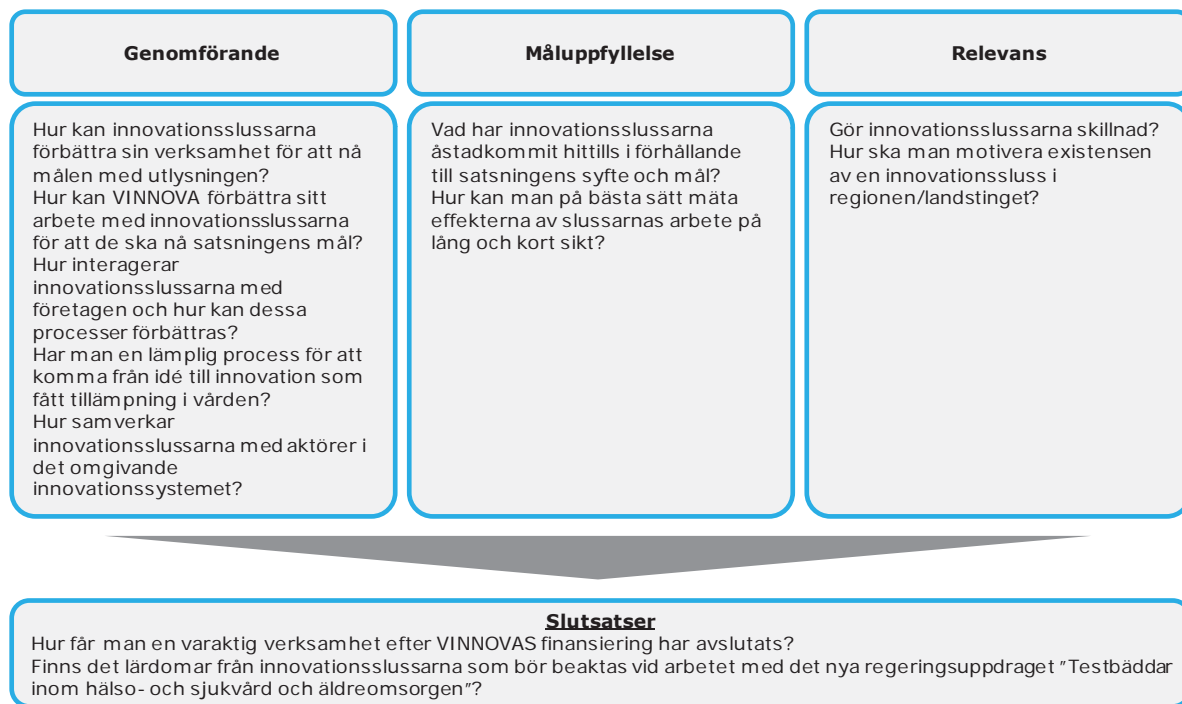 Genomförande
Måluppfyllelse
Relevans
Hur kan innovationsslussarna
förbättra sin verksamhet för att nå
målen med utlysningen?
Hur kan VINNOVA förbättra sitt
arbete med innovationsslussarna
för att de ska nå satsningens mål?
Hur interagerar
innovationsslussarna med
företagen och hur kan dessa
processer förbättras?
Har man en lämplig process för att
komma från idé till innovation som
fått tillämpning i vården?
Hur samverkar
innovationsslussarna med aktörer i
det omgivande
innovationssystemet?
Vad har innovationsslussarna
åstadkommit hittills i förhållande
till satsningens syfte och mål?
Hur kan man på bästa sätt mäta
effekterna av slussarnas arbete på
lång och kort sikt?
Gör innovationsslussarna skillnad?
Hur ska man motivera existensen
av en innovationssluss i
regionen/landstinget?
Slutsatser
Hur får man en varaktig verksamhet efter VINNOVAS finansiering har avslutats?
Finns det lärdomar från innovationsslussarna som bör beaktas vid arbetet med det nya regeringsuppdraget "Testbäddar
inom hälso- och sjukvård och äldreomsorgen"?